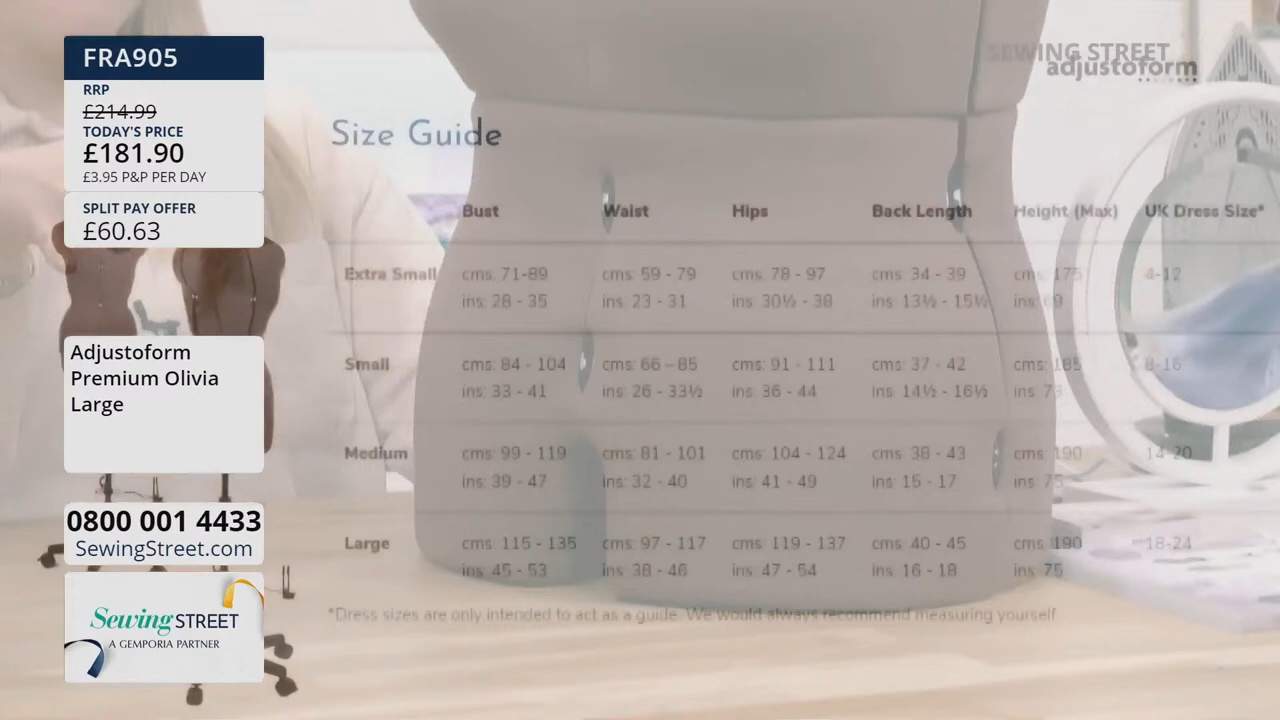 FRA905
RRP
£214.99
TODAY'S PRICE
£181.90
£3.95 P&P PER DAY
SPLIT PAY OFFER
£60.63
Adjustoform
Premium Olivia
Large
0800 001 4433
SewingStreet.com
Sewing STREET
A GEMPORIA PARTNER
SEWING STREET
adjustoform
Size Guide
Bust Waist Hips Back Length Height (Max) UK Dress Size*
Extra Small cms: 71-89 cms: 59 - 79 cms: 78 - 97 cms: 34 - 39 cms: 175 4-12
ins: 28 - 35 ins: 23 - 31 ins: 30½ - 38 ins: 13½ - 15½ ins: 69
Small cms: 84 - 104 cms: 66 – 85 cms: 91 - 111 cms: 37 - 42 cms: 185 8-16
ins: 33 - 41 ins: 26 - 33½ ins: 36 - 44 ins: 14½ - 16½ ins: 73
Medium cms: 99 - 119 cms: 81 - 101 cms: 104 - 124 cms: 38 - 43 cms: 190 14-20
ins: 39 - 47 ins: 32 - 40 ins: 41 - 49 ins: 15 - 17 ins: 75
Large cms: 115 - 135 cms: 97 - 117 cms: 119 - 137 cms: 40 - 45 cms: 190 18-24
ins: 45 - 53 ins: 38 - 46 ins: 47 - 54 ins: 16 - 18 ins: 75
*Dress sizes are only intended to act as a guide. We would always recommend measuring yourself